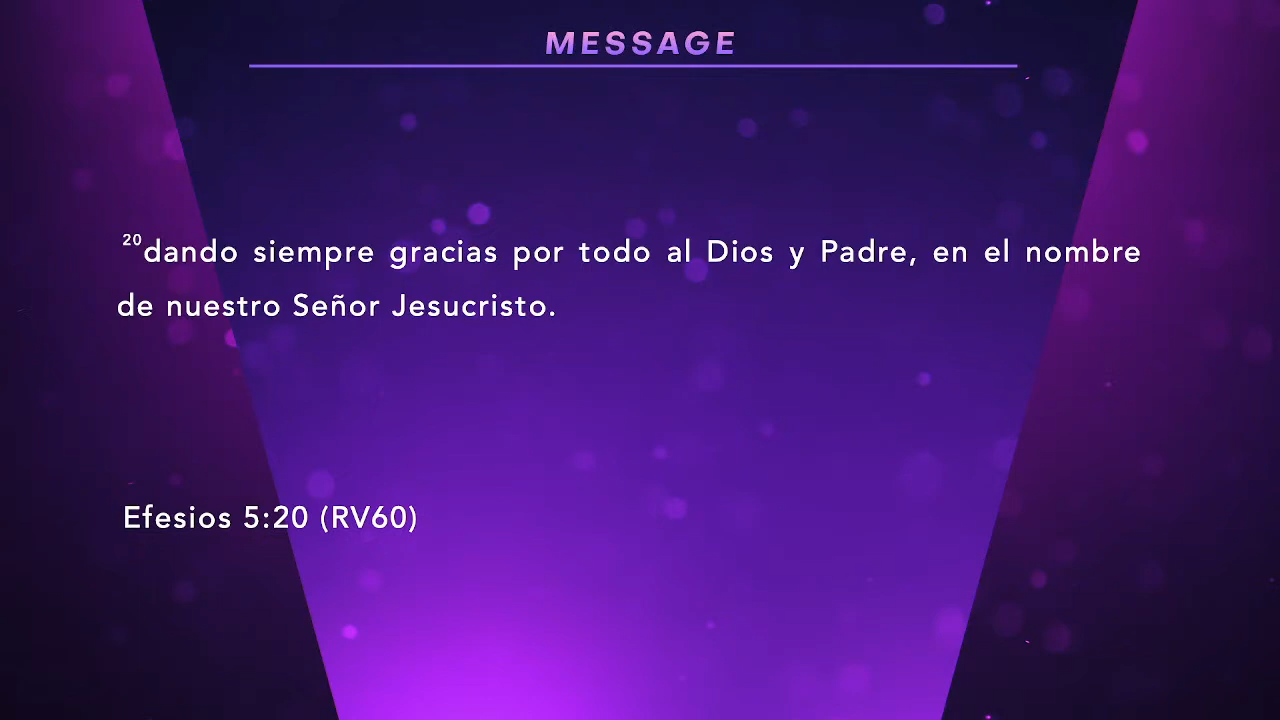 MESSAGE
20dando siempre gracias por todo al Dios y Padre, en el nombre
de nuestro Señor Jesucristo.
Efesios 5:20 (RV60)